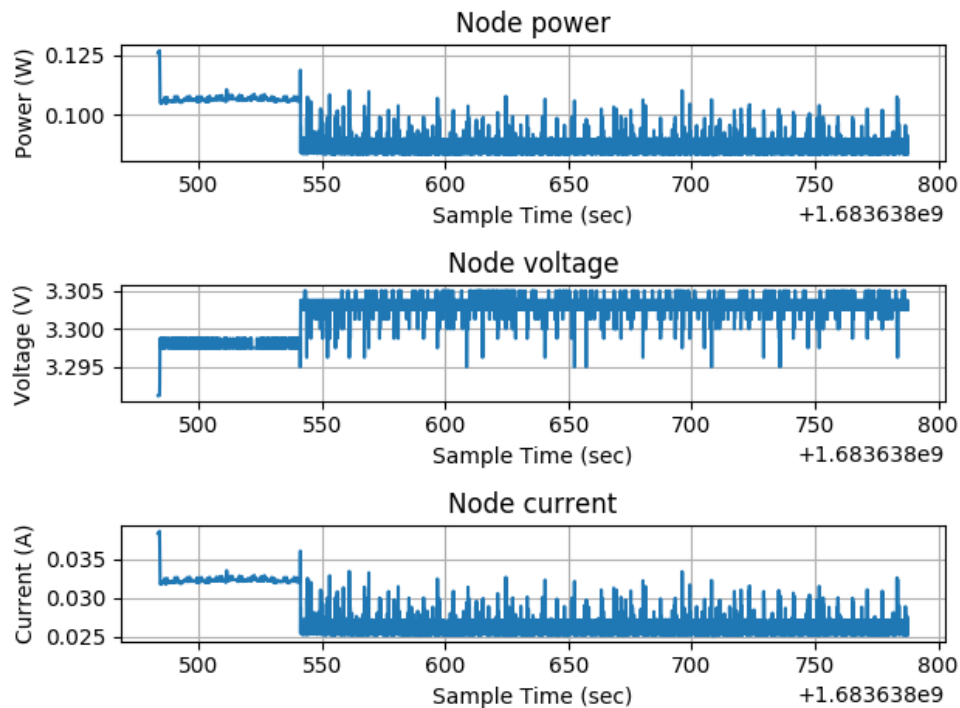 Node power
Power (W)
0.125
0.100
500 550 600 650 700 750 800
Sample Time (sec)
+1.683638e9
Node voltage
Voltage (V)
3.305
3.300
3.295
500 550 600 650 700 750 800
Sample Time (sec)
+1.683638e9
Node current
Current (A)
0.035
0.030
0.025
500 550 600 650 700 750 800
Sample Time (sec)
+1.683638e9